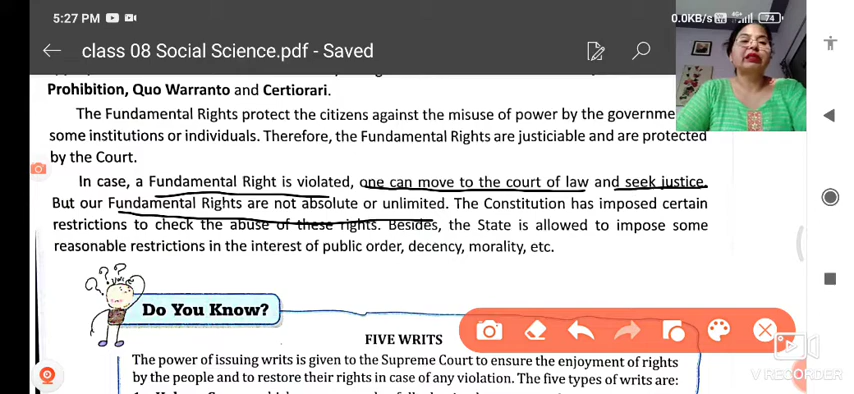 5:27 PM
0.0KB/s 4G 74
class 08 Social Science.pdf - Saved
Prohibition, Quo Warranto and Certiorari.
The Fundamental Rights protect the citizens against the misuse of power by the
some institutions or individuals. Therefore, the Fundamental Rights are justiciable and are protected
by the Court.
In case, a Fundamental Right is violated, one can move to the court of law and seek justice.
But our Fundamental Rights are not absolute or unlimited. The Constitution has imposed certain
restrictions to check the abuse of these rights. Besides, the State is allowed to impose some
reasonable restrictions in the interest of public order, decency, morality, etc.
Do You Know?
FIVE WRITS
The power of issuing writs is given to the Supreme Court to ensure the enjoyment of rights
by the people and to restore their rights in case of any violation. The five types of writs are:
V RECORDER